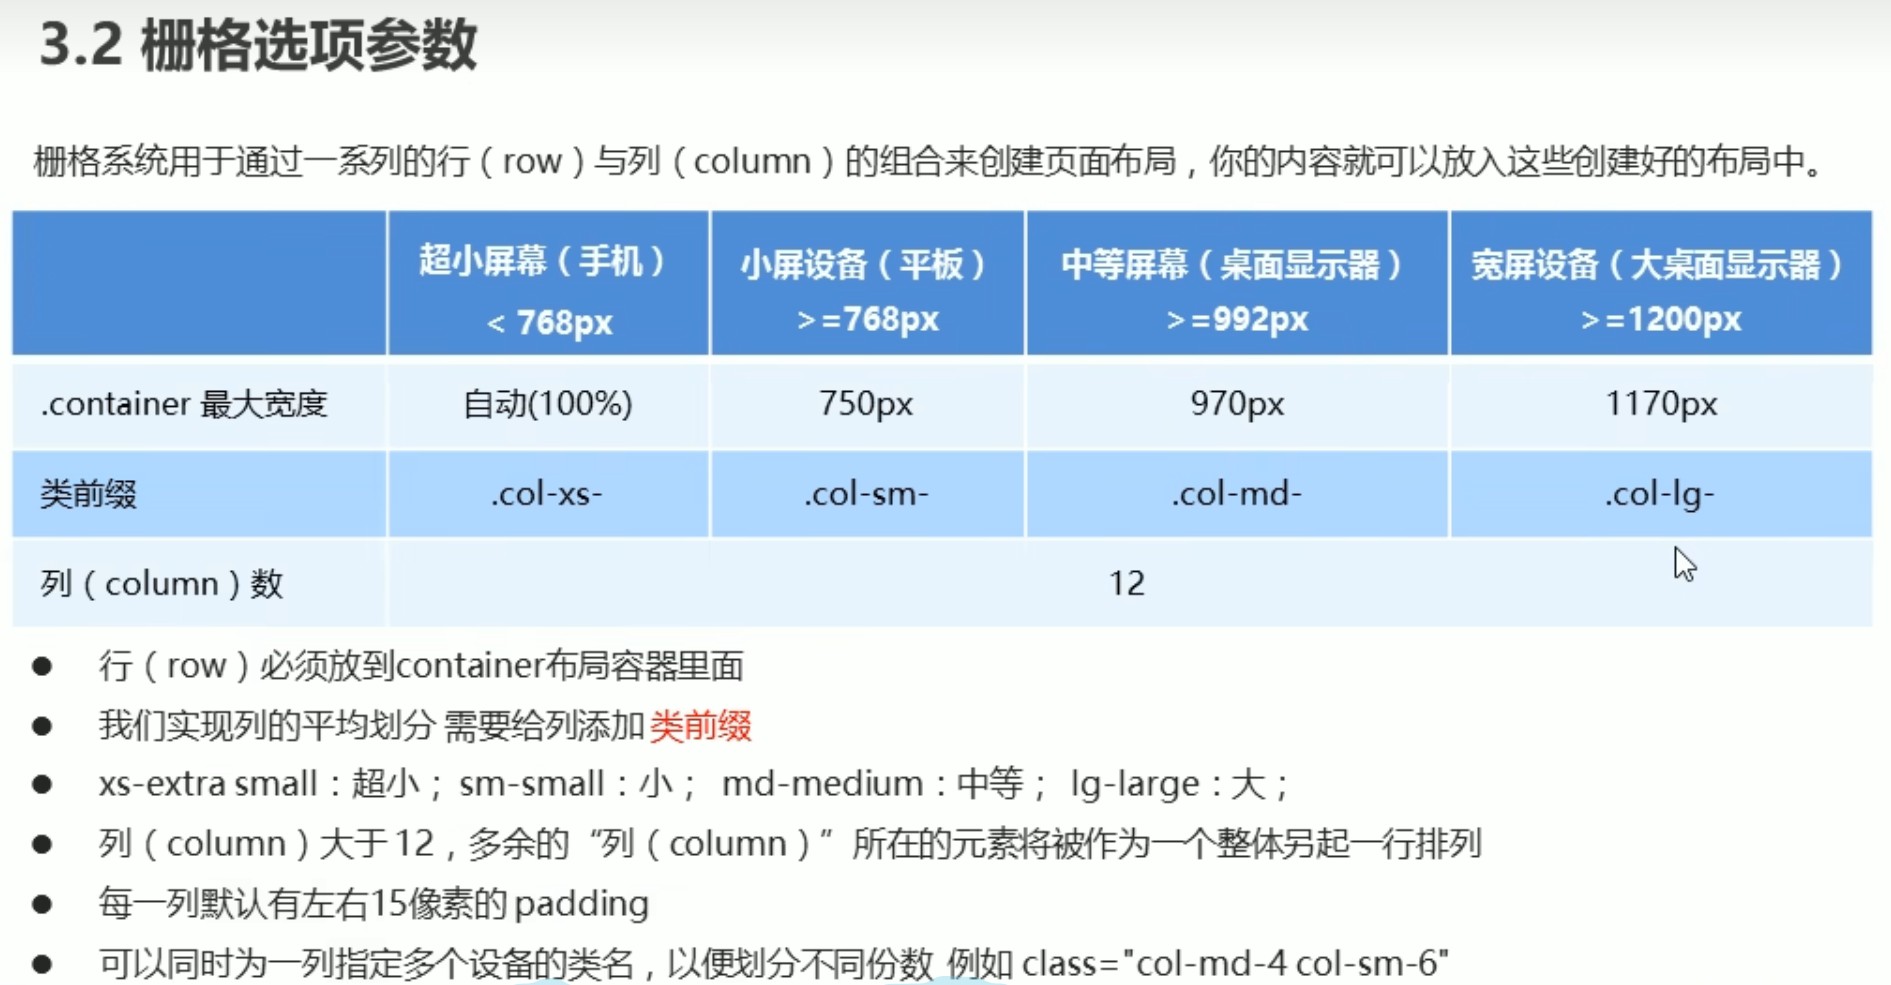 3.2 栅格选项参数
栅格系统用于通过一系列的行（row）与列（column）的组合来创建页面布局，你的内容就可以放入这些创建好的布局中。
超小屏幕（手机） 小屏设备（平板） 中等屏幕（桌面显示器） 宽屏设备（大桌面显示器）
< 768px >=768px >=992px >=1200px
.container 最大宽度 自动(100%) 750px 970px 1170px
类前缀 .col-xs- .col-sm- .col-md- .col-lg-
列（column）数 12
● 行（row）必须放到container布局容器里面
● 我们实现列的平均划分 需要给列添加 类前缀
● xs-extra small：超小； sm-small：小； md-medium：中等； lg-large：大；
● 列（column）大于 12，多余的“列（column）”所在的元素将被作为一个整体另起一行排列
● 每一列默认有左右15像素的 padding
● 可以同时为一列指定多个设备的类名，以便划分不同份数 例如 class="col-md-4 col-sm-6"